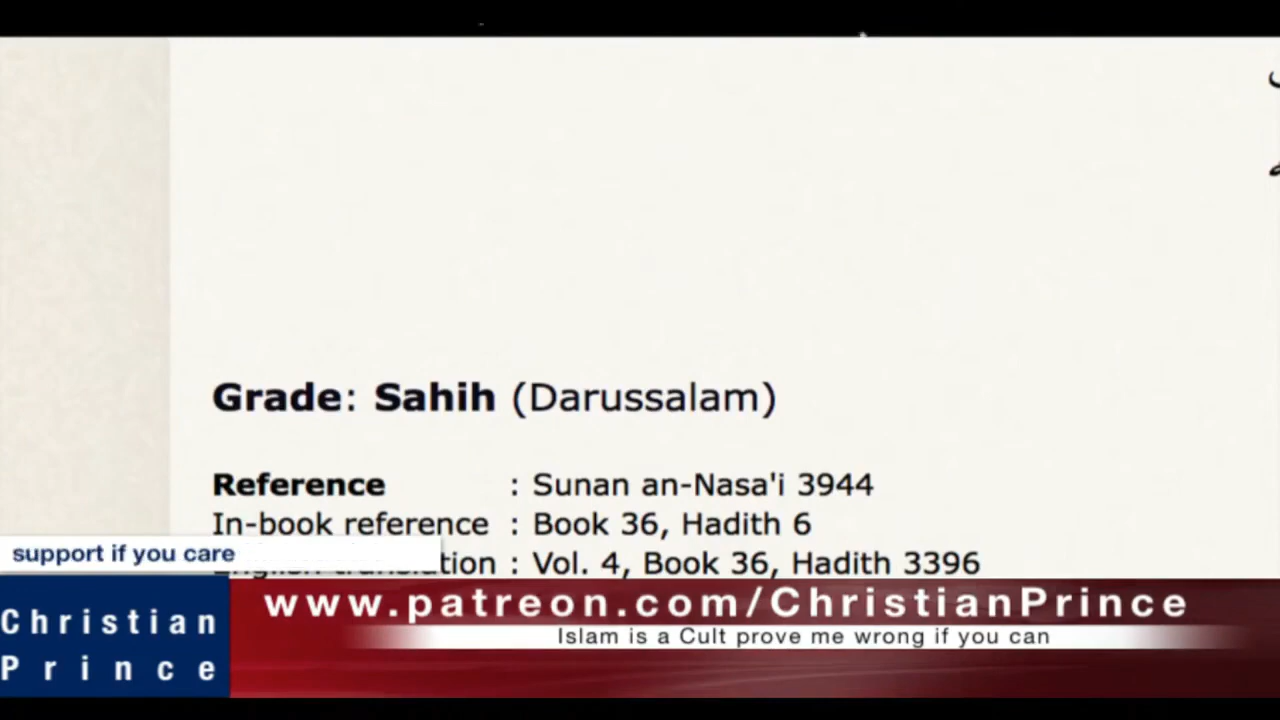 Grade: Sahih (Darussalam)
Reference : Sunan an-Nasa'i 3944
In-book reference : Book 36, Hadith 6
English translation : Vol. 4, Book 36, Hadith 3396
support if you care
Christian
Prince
www.patreon.com/ChristianPrince
Islam is a Cult prove me wrong if you can